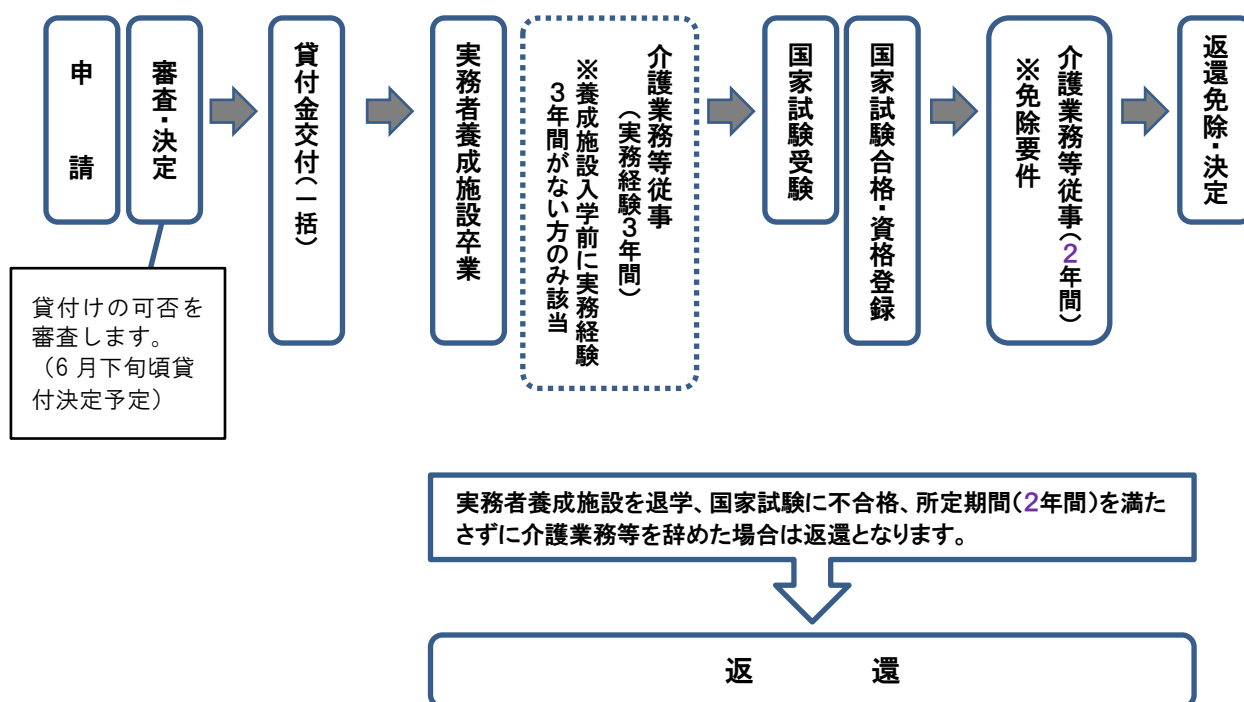 申請
審査・決定
貸付金交付(一括)
実務者養成施設卒業
介護業務等従事
(実務経験3年間)
※養成施設入学前に実務経験
3年間がない方のみ該当
国家試験受験
国家試験合格・資格登録
介護業務等従事(2年間)
※免除要件
返還免除・決定
貸付けの可否を
審査します。
(6月下旬頃貸
付決定予定)
実務者養成施設を退学、国家試験に不合格、所定期間(2年間)を満た
さずに介護業務等を辞めた場合は返還となります。
返還